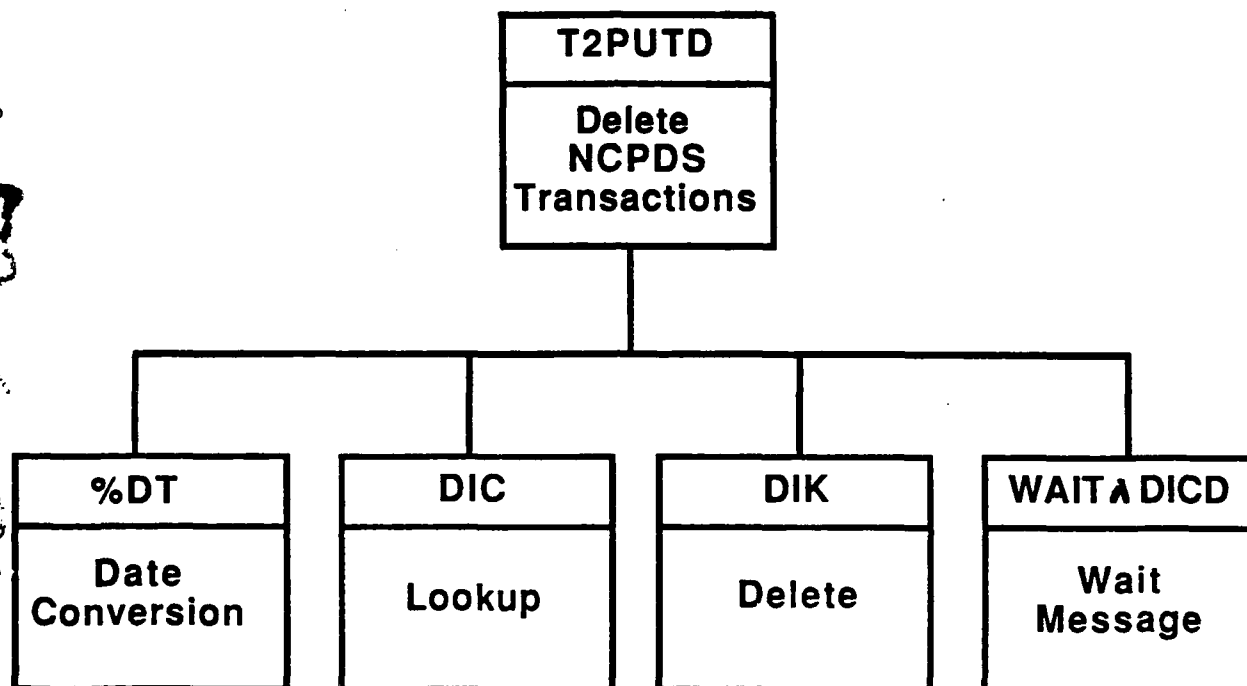 T2PUTD
Delete
NCPDS
Transactions
%DT
Date
Conversion
DIC
Lookup
DIK
Delete
WAIT∧DICD
Wait
Message